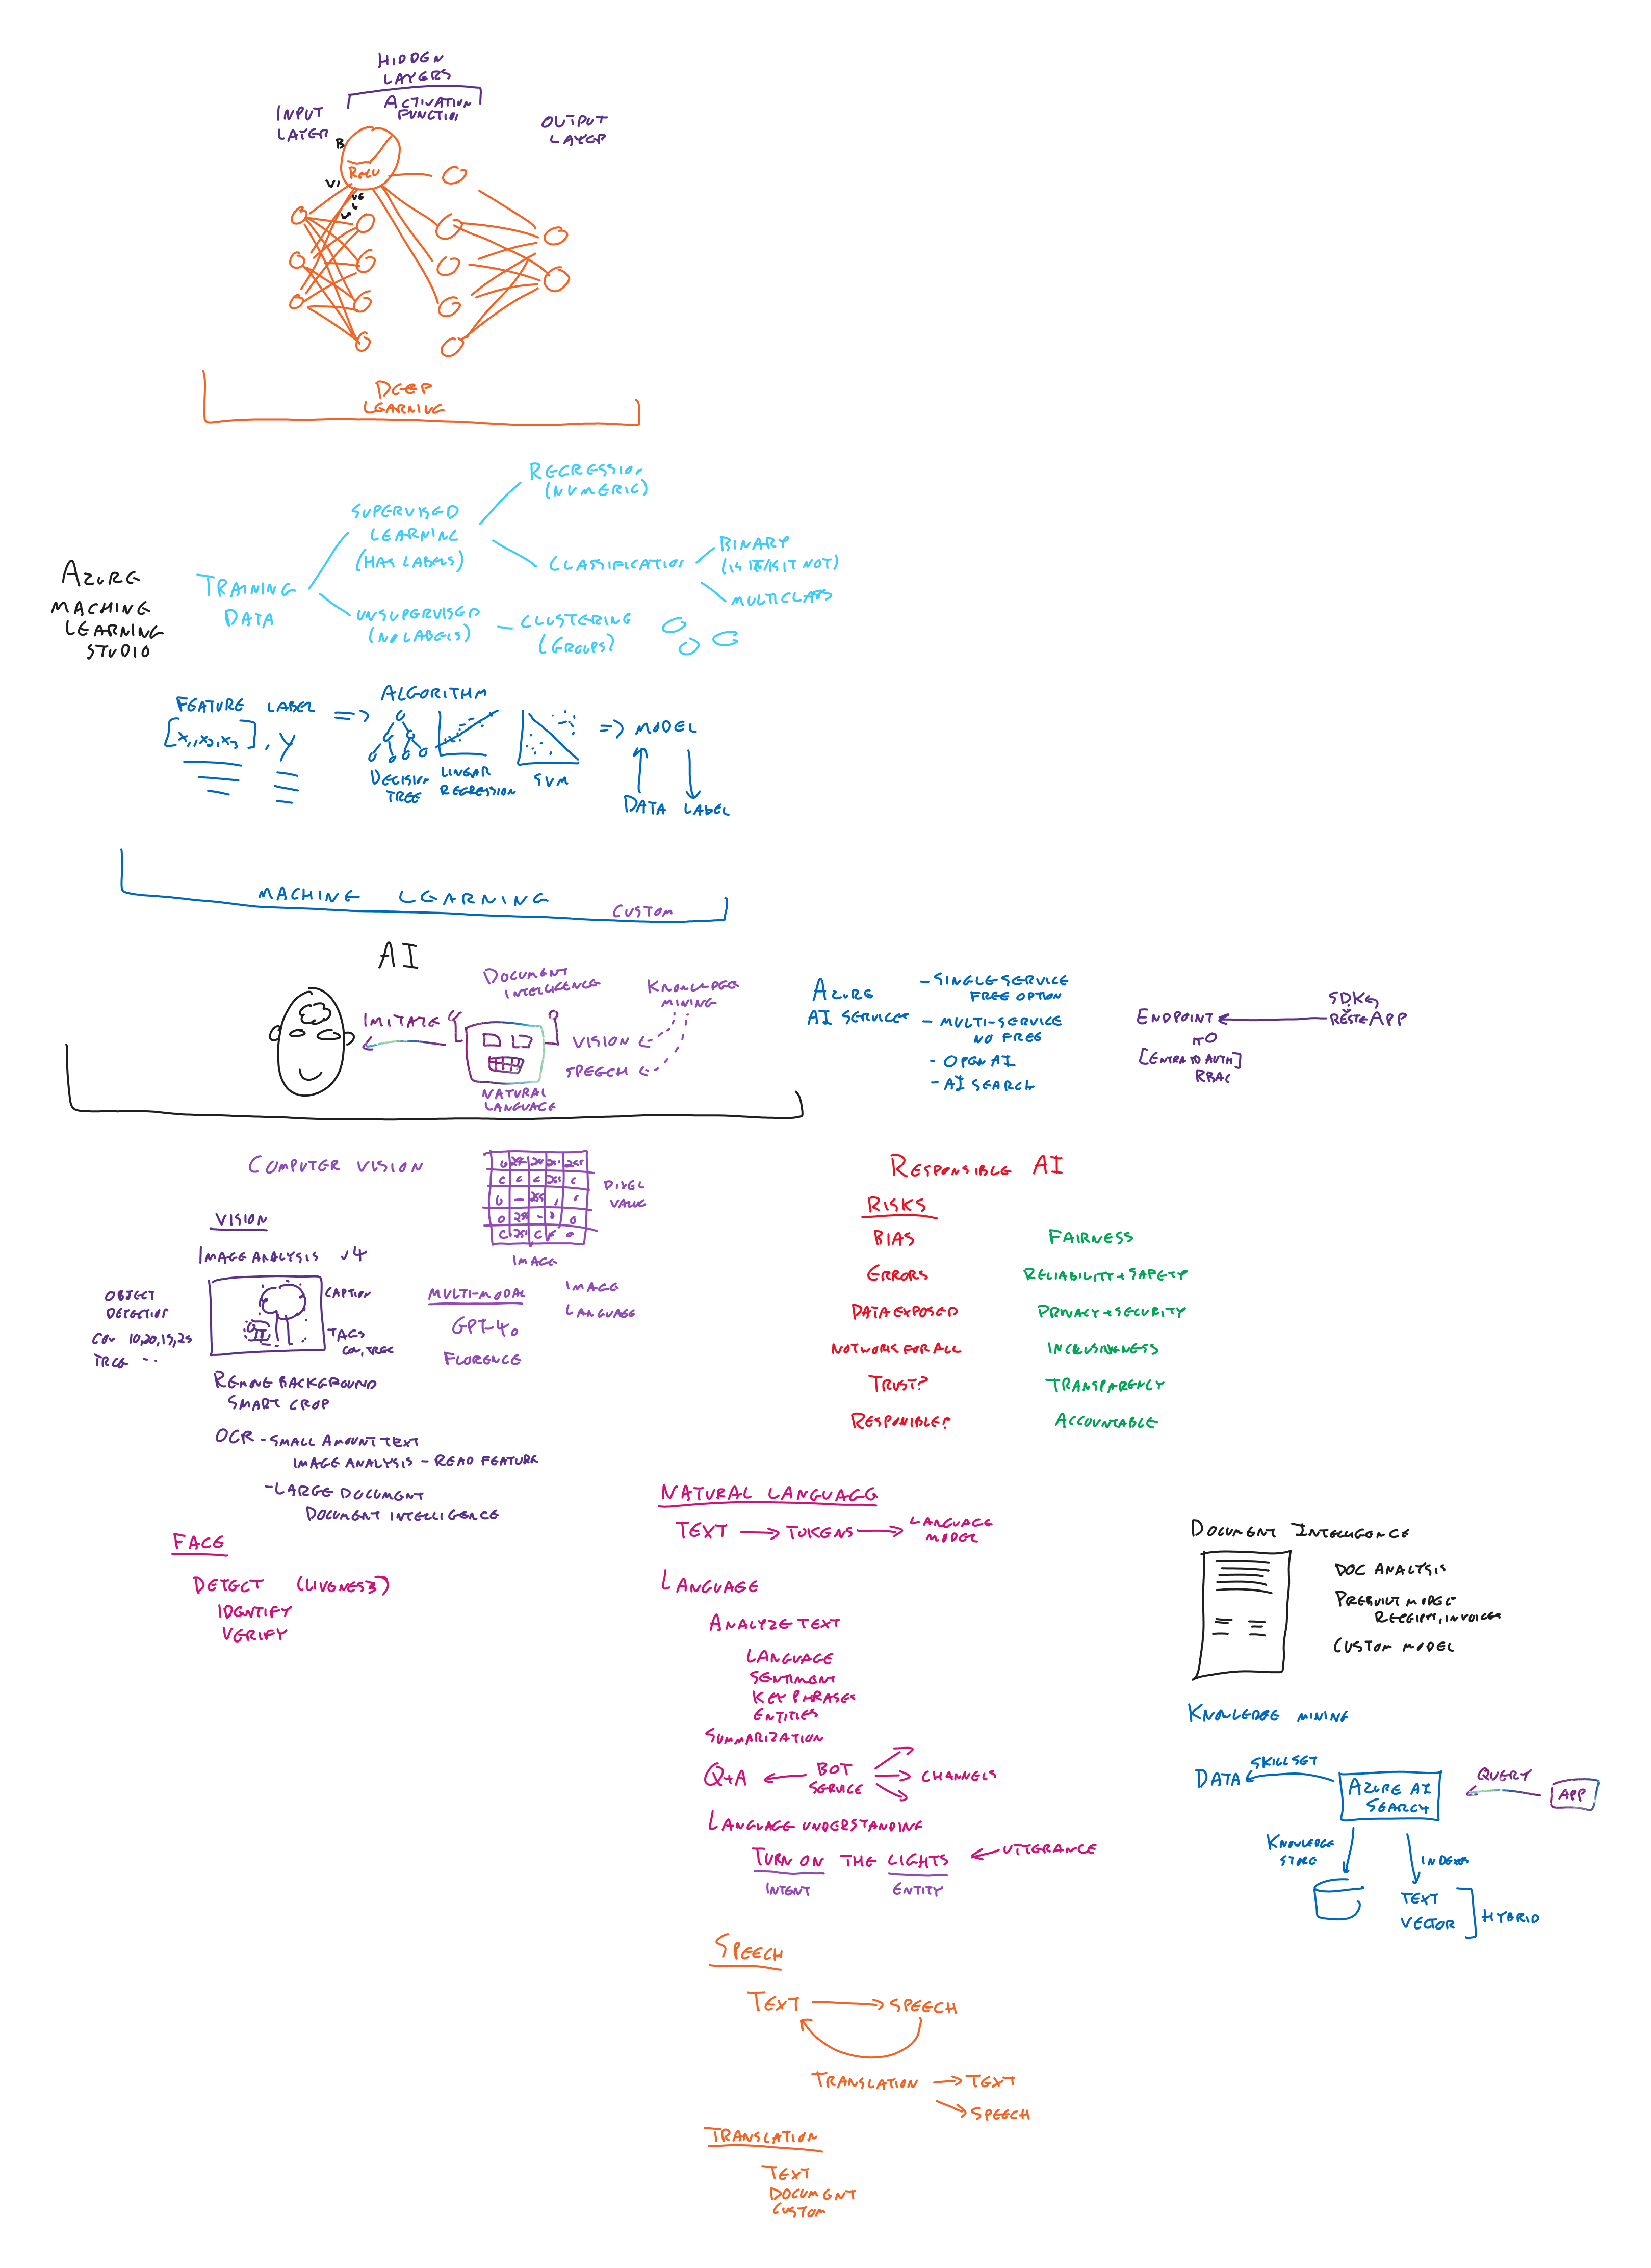 HIDDEN
LAYERS
ACTIVATION
FUNCTION
INPUT
LAYER
OUTPUT
LAYER
B
RELU
V1
DEEP
LEARNING
REGRESSION
(NUMERIC)
SUPERVISED
LEARNING
(HAS LABELS)
BINARY
(IS IT/IS IT NOT)
CLASSIFICATION
MULTICLASS
AZURE
MACHINE
LEARNING
STUDIO
TRAINING
DATA
UNSUPERVISED
(NO LABELS)
CLUSTERING
(GROUPS)
ALGORITHM
FEATURE LABEL =>
[X1,X2,X3], Y
=> MODEL
DECISION
TREE
LINEAR
REGRESSION
SVM
DATA LABEL
MACHINE LEARNING
CUSTOM
AI
DOCUMENT
INTELLIGENCE
KNOWLEDGE
MINING
IMITATE
VISION
SPEECH
NATURAL
LANGUAGE
AZURE
AI SERVICES
- SINGLE SERVICE
FREE OPTION
- MULTI-SERVICE
NO FREE
- OPEN AI
- AI SEARCH
ENDPOINT
SDKs
REST APP
[ENTRA ID AUTH]
RBAC
COMPUTER VISION
PIXEL
VALUE
IMAGE
VISION
IMAGE ANALYSIS v4
OBJECT
DETECTION
COW 10,20,15,25
TREE --
CAPTION
TAGS
COW, TREE
MULTI-MODAL
GPT-4o
FLORENCE
IMAGE
LANGUAGE
REMOVE BACKGROUND
SMART CROP
OCR - SMALL AMOUNT TEXT
IMAGE ANALYSIS - READ FEATURE
- LARGE DOCUMENT
DOCUMENT INTELLIGENCE
FACE
DETECT (LIVENESS)
IDENTIFY
VERIFY
RESPONSIBLE AI
RISKS
BIAS FAIRNESS
ERRORS RELIABILITY + SAFETY
DATA EXPOSED PRIVACY + SECURITY
NOT WORK FOR ALL INCLUSIVENESS
TRUST? TRANSPARENCY
RESPONIBLE? ACCOUNTABLE
NATURAL LANGUAGE
TEXT → TOKENS → LANGUAGE
MODEL
LANGUAGE
ANALYZE TEXT
LANGUAGE
SENTIMENT
KEY PHRASES
ENTITIES
SUMMARIZATION
Q+A ← BOT
SERVICE
CHANNELS
LANGUAGE UNDERSTANDING
TURN ON THE LIGHTS ← UTTERANCE
INTENT ENTITY
DOCUMENT INTELLIGENCE
DOC ANALYSIS
PREBUILT MODEL
RECEIPTS, INVOICES
CUSTOM MODEL
KNOWLEDGE MINING
SKILLSET
DATA
AZURE AI
SEARCH
QUERY
APP
KNOWLEDGE
STORE
INDEXES
TEXT
VECTOR
HYBRID
SPEECH
TEXT → SPEECH
TRANSLATION → TEXT
→ SPEECH
TRANSLATION
TEXT
DOCUMENT
CUSTOM